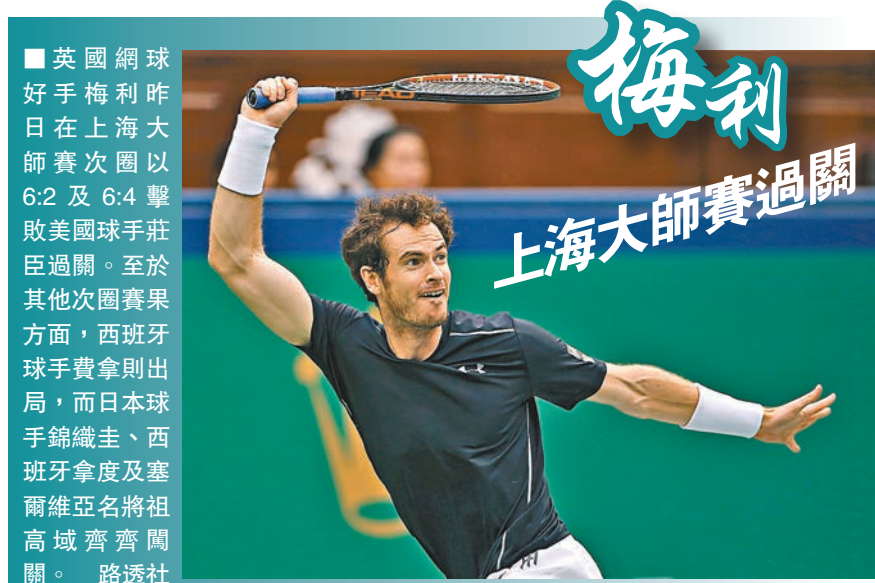 梅利
上海大師賽過關
■英國網球
好手梅利昨
日在上海大
師賽次圈以
6:2 及 6:4 擊
敗美國球手莊
臣過關。至於
其他次圈賽果
方面，西班牙
球手費拿則出
局，而日本球
手錦織圭、西
班牙拿度及塞
爾維亞名將祖
高域齊齊闖
關。 路透社
HEAD